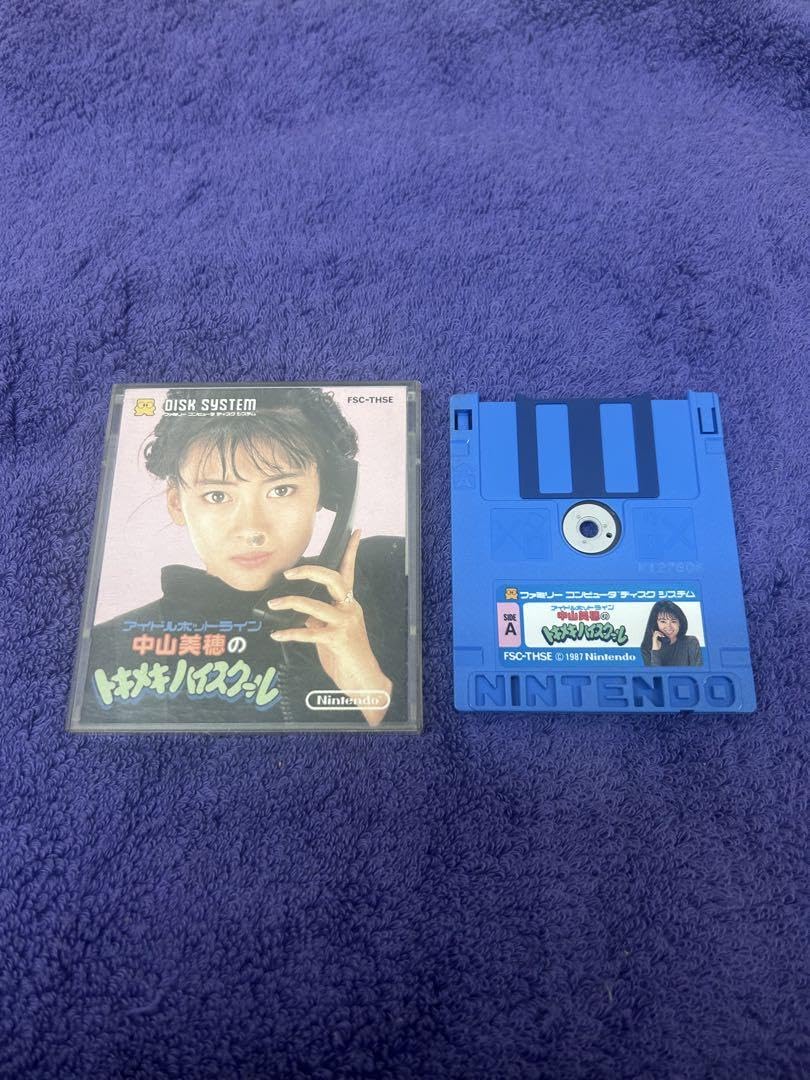 DISK SYSTEM
ファミリー コンピュータ ディスク システム
FSC-THSE
アイドルホットライン
中山美穂の
トキメキハイスクール
Nintendo
ファミリー コンピュータ ディスク システム
SIDE
A
アイドルホットライン
中山美穂の
トキメキハイスクール
FSC-THSE © 1987 Nintendo
NINTENDO